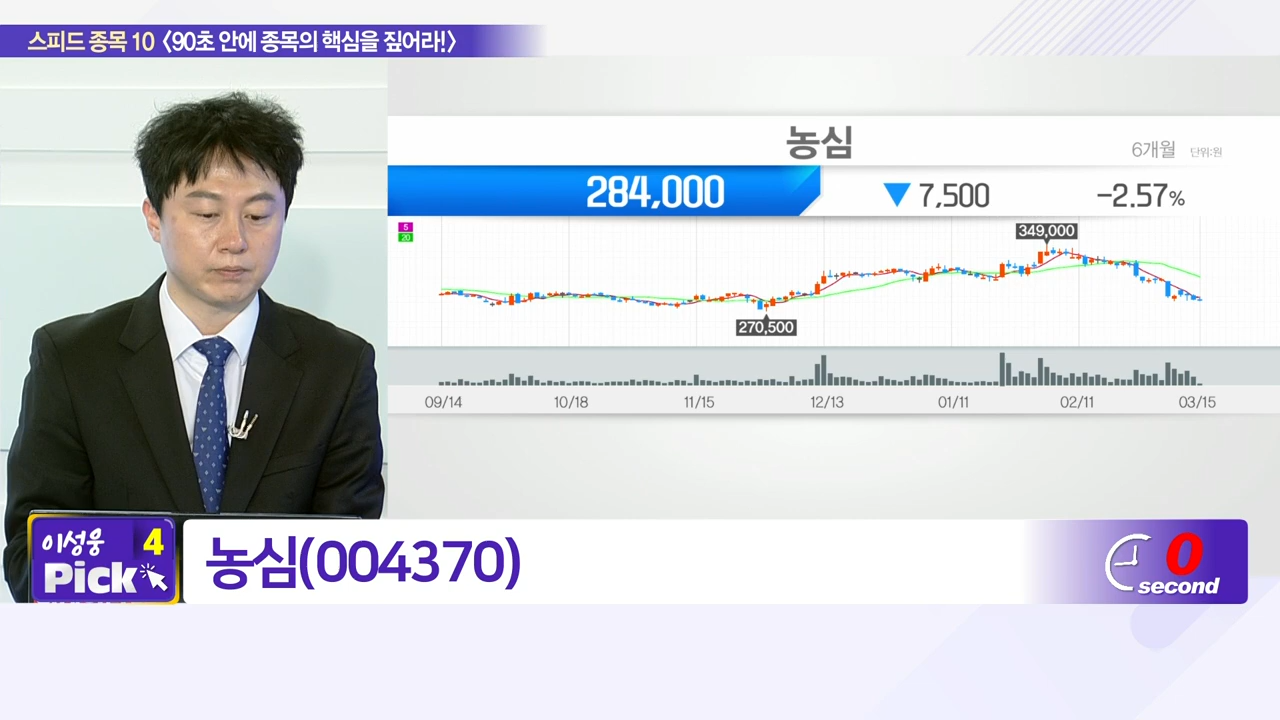 스피드 종목 10 〈90초 안에 종목의 핵심을 짚어라!〉
농심
6개월 단위:원
284,000 ▼ 7,500 -2.57%
5
20
349,000
270,500
09/14 10/18 11/15 12/13 01/11 02/11 03/15
이성웅 4
Pick
농심(004370)
0
second